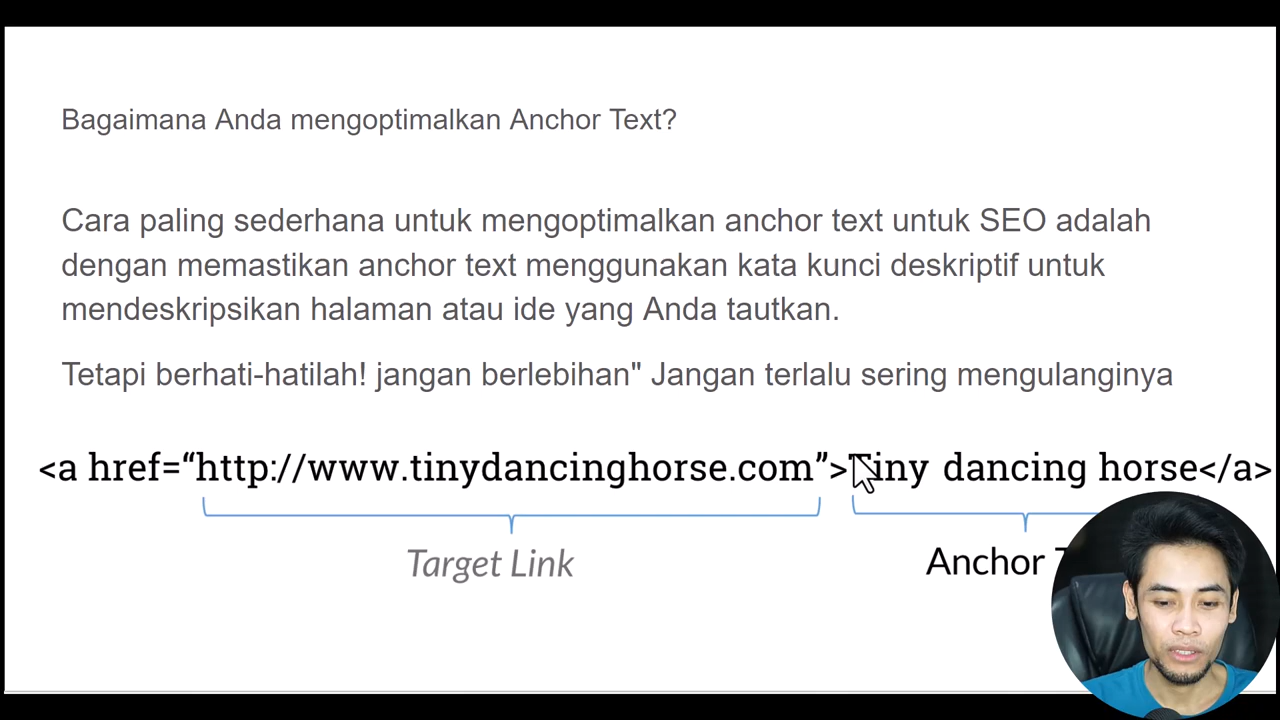 Bagaimana Anda mengoptimalkan Anchor Text?
Cara paling sederhana untuk mengoptimalkan anchor text untuk SEO adalah
dengan memastikan anchor text menggunakan kata kunci deskriptif untuk
mendeskripsikan halaman atau ide yang Anda tautkan.
Tetapi berhati-hatilah! jangan berlebihan" Jangan terlalu sering mengulanginya
<a href=“http://www.tinydancinghorse.com”>Tiny dancing horse</a>
Target Link
Anchor